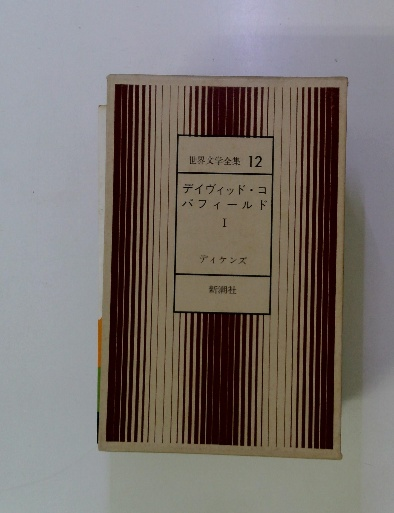 世界文学全集 12
デイヴィッド・コ
パフィールド
I
ディケンズ
新潮社